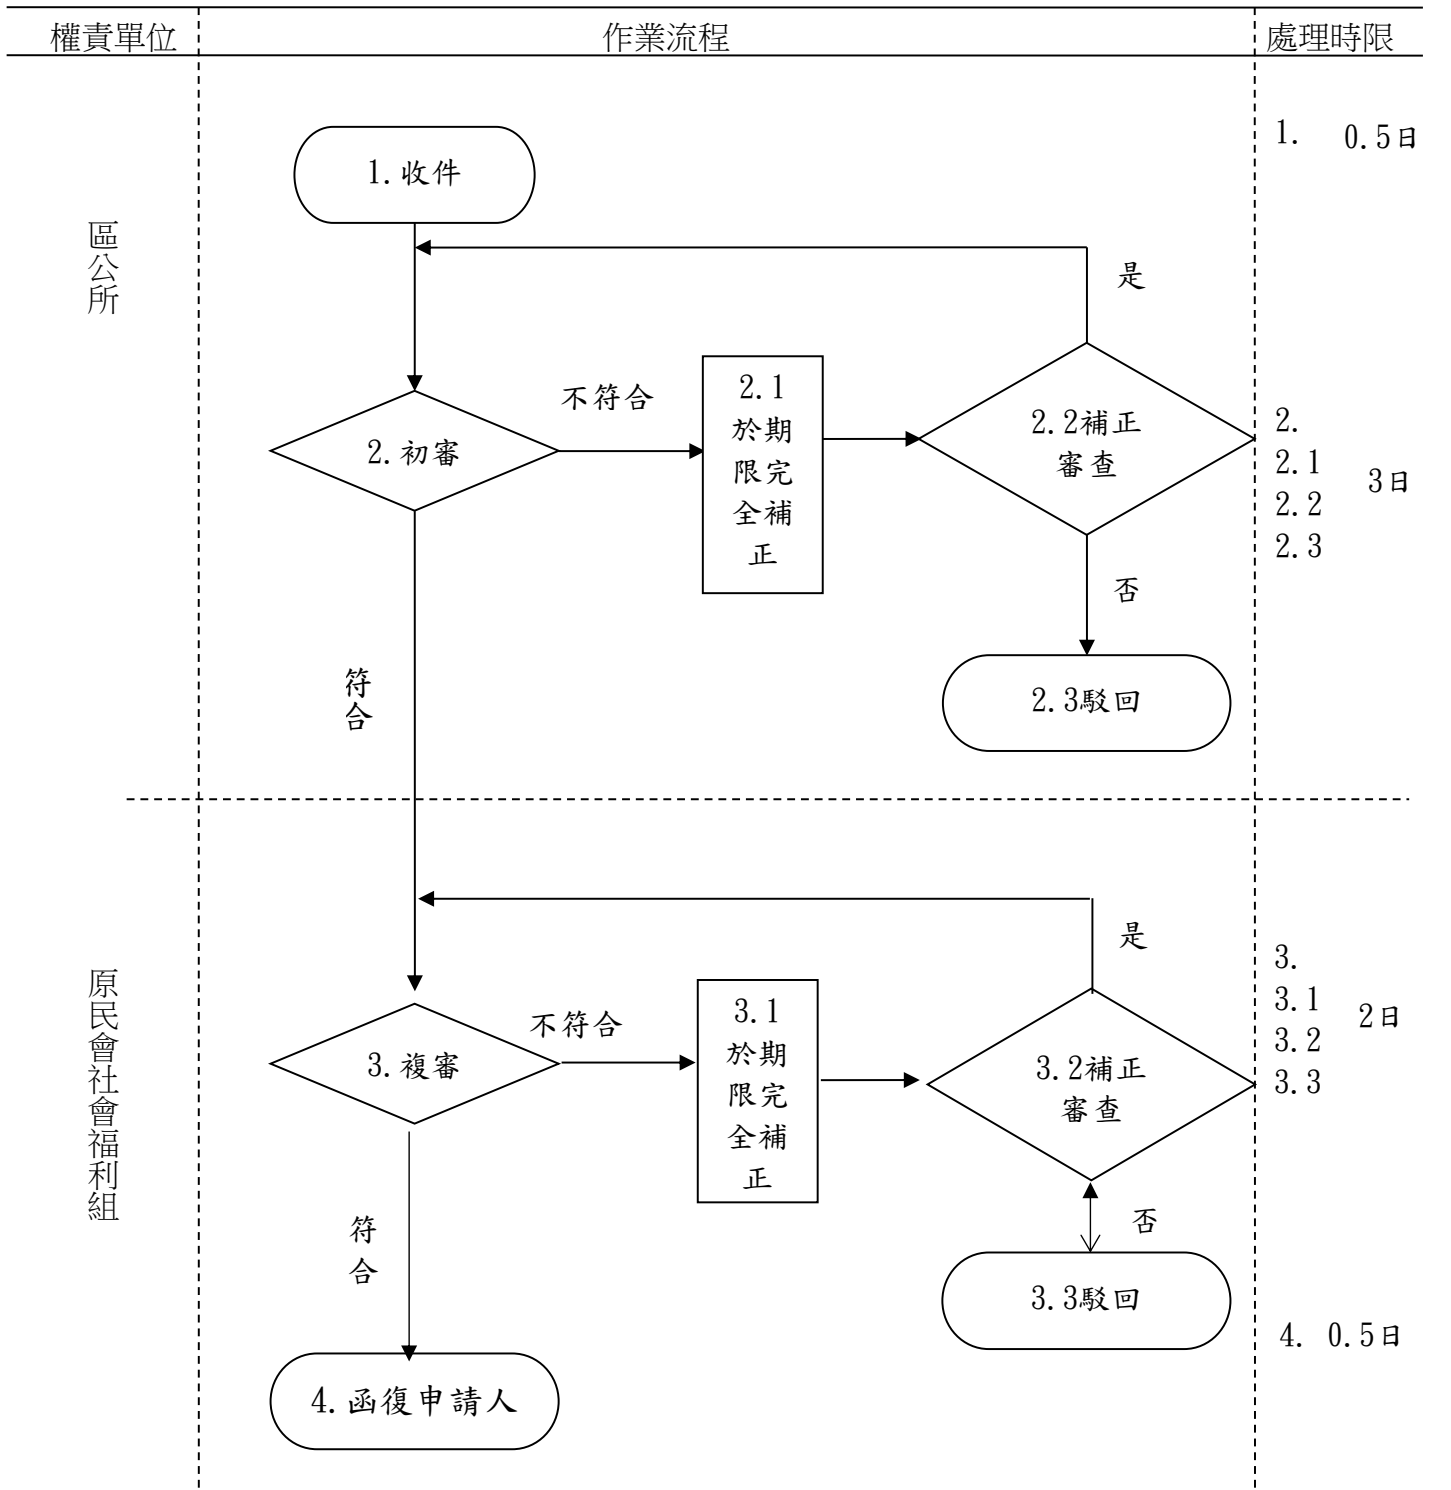 權責單位
作業流程
處理時限
區公所
1.收件
1. 0.5日
是
不符合
2.1
於期
限完
全補
正
2.初審
2.2補正
審查
2.
2.1
2.2
2.3
3日
否
符合
2.3駁回
原民會社會福利組
是
不符合
3.1
於期
限完
全補
正
3.複審
3.2補正
審查
3.
3.1
3.2
3.3
2日
符
合
否
3.3駁回
4. 0.5日
4.函復申請人